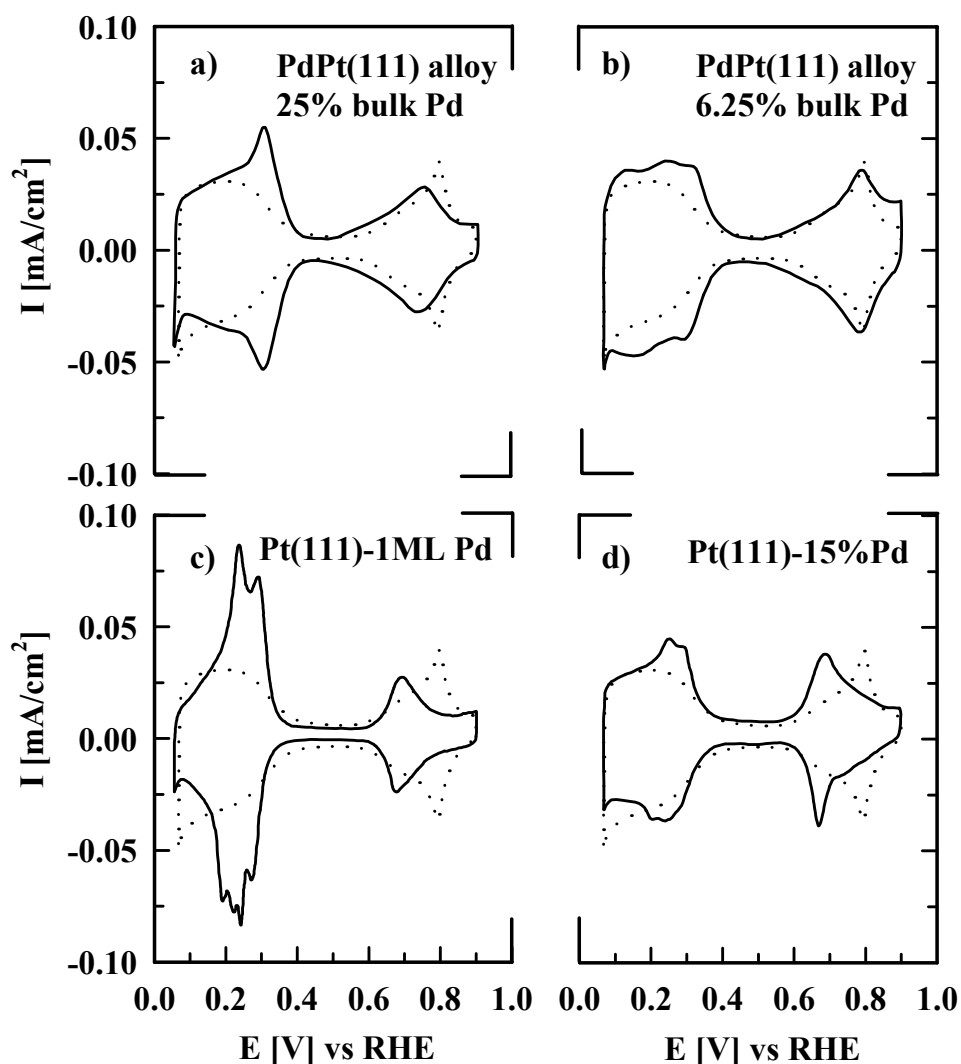 0.10
a)
PdPt(111) alloy
25% bulk Pd
b)
PdPt(111) alloy
6.25% bulk Pd
0.05
I [mA/cm²]
0.00
-0.05
-0.10
0.10
c)
Pt(111)-1ML Pd
d)
Pt(111)-15%Pd
0.05
I [mA/cm²]
0.00
-0.05
-0.10
0.0 0.2 0.4 0.6 0.8 1.0
0.0 0.2 0.4 0.6 0.8 1.0
E [V] vs RHE
E [V] vs RHE